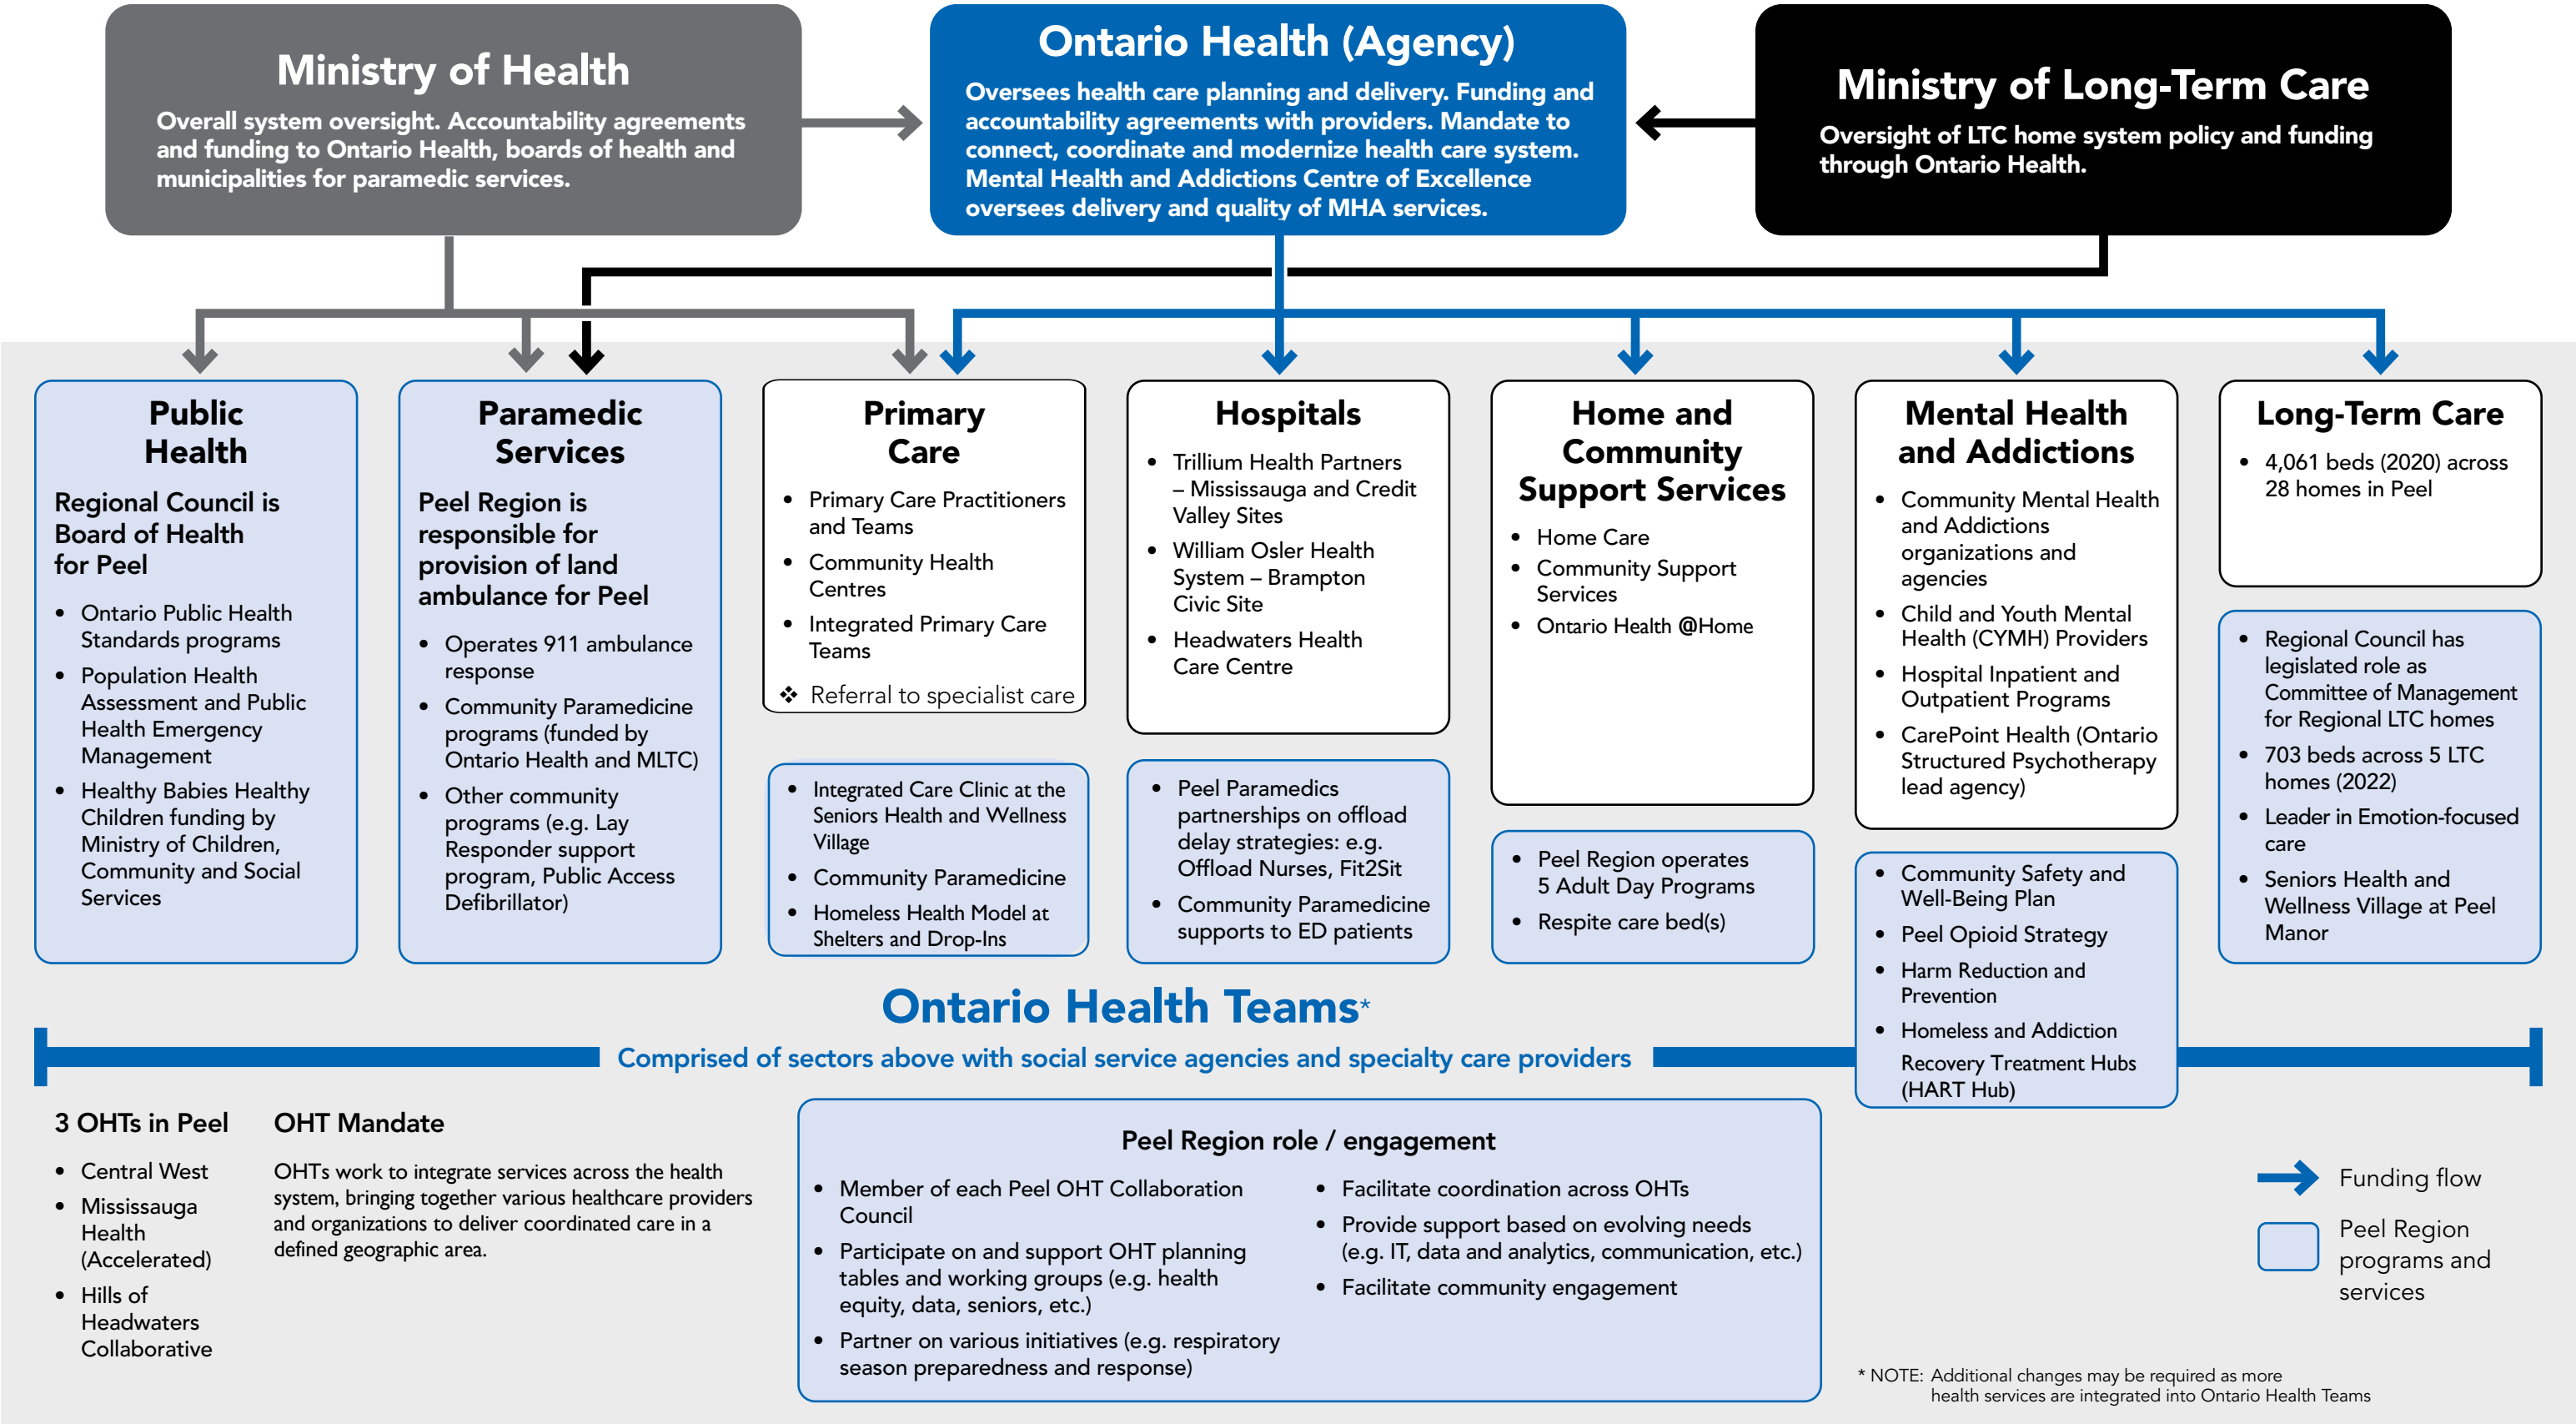 Ministry of Health
Overall system oversight. Accountability agreements
and funding to Ontario Health, boards of health and
municipalities for paramedic services.
Ontario Health (Agency)
Oversees health care planning and delivery. Funding and
accountability agreements with providers. Mandate to
connect, coordinate and modernize health care system.
Mental Health and Addictions Centre of Excellence
oversees delivery and quality of MHA services.
Ministry of Long-Term Care
Oversight of LTC home system policy and funding
through Ontario Health.
Public
Health
Regional Council is
Board of Health
for Peel
• Ontario Public Health
Standards programs
• Population Health
Assessment and Public
Health Emergency
Management
• Healthy Babies Healthy
Children funding by
Ministry of Children,
Community and Social
Services
Paramedic
Services
Peel Region is
responsible for
provision of land
ambulance for Peel
• Operates 911 ambulance
response
• Community Paramedicine
programs (funded by
Ontario Health and MLTC)
• Other community
programs (e.g. Lay
Responder support
program, Public Access
Defibrillator)
Primary
Care
• Primary Care Practitioners
and Teams
• Community Health
Centres
• Integrated Primary Care
Teams
❖ Referral to specialist care
• Integrated Care Clinic at the
Seniors Health and Wellness
Village
• Community Paramedicine
• Homeless Health Model at
Shelters and Drop-Ins
Hospitals
• Trillium Health Partners
– Mississauga and Credit
Valley Sites
• William Osler Health
System – Brampton
Civic Site
• Headwaters Health
Care Centre
• Peel Paramedics
partnerships on offload
delay strategies: e.g.
Offload Nurses, Fit2Sit
• Community Paramedicine
supports to ED patients
Home and
Community
Support Services
• Home Care
• Community Support
Services
• Ontario Health @Home
• Peel Region operates
5 Adult Day Programs
• Respite care bed(s)
Mental Health
and Addictions
• Community Mental Health
and Addictions
organizations and
agencies
• Child and Youth Mental
Health (CYMH) Providers
• Hospital Inpatient and
Outpatient Programs
• CarePoint Health (Ontario
Structured Psychotherapy
lead agency)
• Community Safety and
Well-Being Plan
• Peel Opioid Strategy
• Harm Reduction and
Prevention
• Homeless and Addiction
Recovery Treatment Hubs
(HART Hub)
Long-Term Care
• 4,061 beds (2020) across
28 homes in Peel
• Regional Council has
legislated role as
Committee of Management
for Regional LTC homes
• 703 beds across 5 LTC
homes (2022)
• Leader in Emotion-focused
care
• Seniors Health and
Wellness Village at Peel
Manor
Ontario Health Teams*
Comprised of sectors above with social service agencies and specialty care providers
3 OHTs in Peel
• Central West
• Mississauga
Health
(Accelerated)
• Hills of
Headwaters
Collaborative
OHT Mandate
OHTs work to integrate services across the health
system, bringing together various healthcare providers
and organizations to deliver coordinated care in a
defined geographic area.
Peel Region role / engagement
• Member of each Peel OHT Collaboration
Council
• Participate on and support OHT planning
tables and working groups (e.g. health
equity, data, seniors, etc.)
• Partner on various initiatives (e.g. respiratory
season preparedness and response)
• Facilitate coordination across OHTs
• Provide support based on evolving needs
(e.g. IT, data and analytics, communication, etc.)
• Facilitate community engagement
Funding flow
Peel Region
programs and
services
* NOTE: Additional changes may be required as more
health services are integrated into Ontario Health Teams